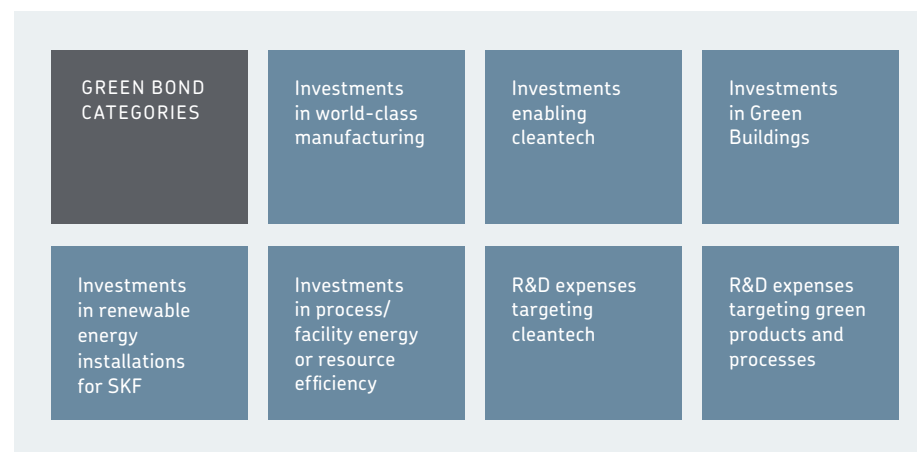 GREEN BOND
CATEGORIES
Investments
in world-class
manufacturing
Investments
enabling
cleantech
Investments
in Green
Buildings
Investments
in renewable
energy
installations
for SKF
Investments
in process/
facility energy
or resource
efficiency
R&D expenses
targeting
cleantech
R&D expenses
targeting green
products and
processes